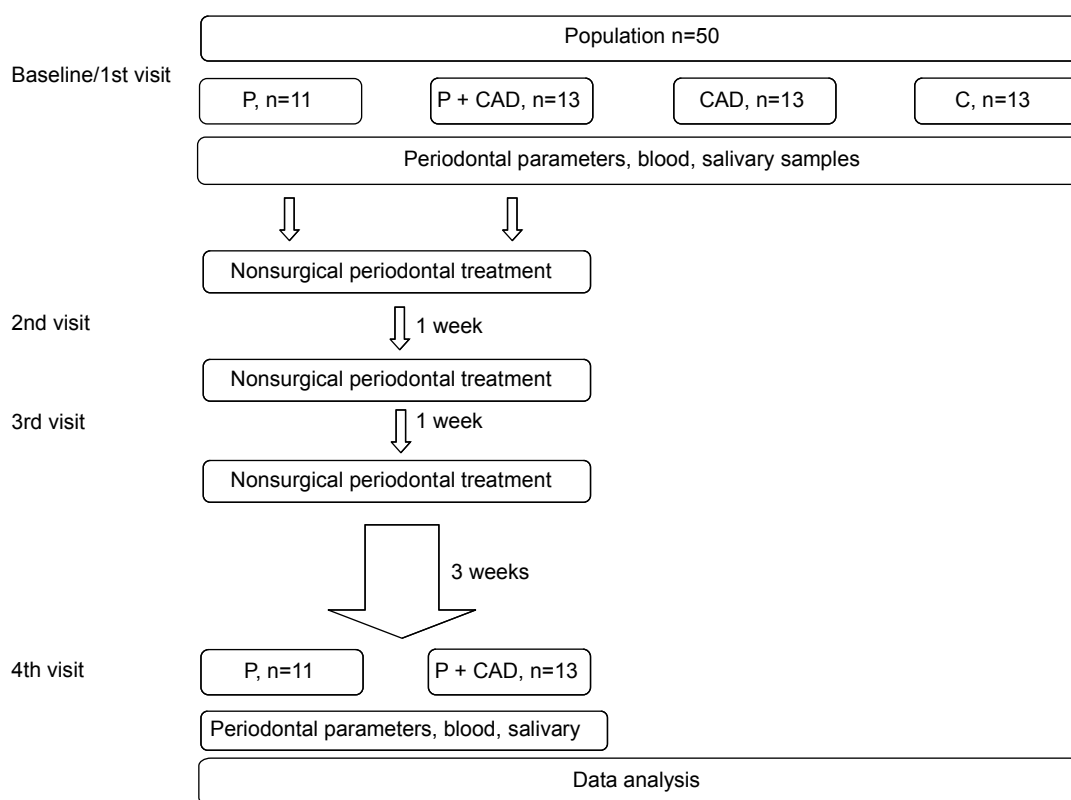 Population n=50
Baseline/1st visit
P, n=11
P + CAD, n=13
CAD, n=13
C, n=13
Periodontal parameters, blood, salivary samples
Nonsurgical periodontal treatment
2nd visit
1 week
Nonsurgical periodontal treatment
3rd visit
1 week
Nonsurgical periodontal treatment
3 weeks
4th visit
P, n=11
P + CAD, n=13
Periodontal parameters, blood, salivary
Data analysis